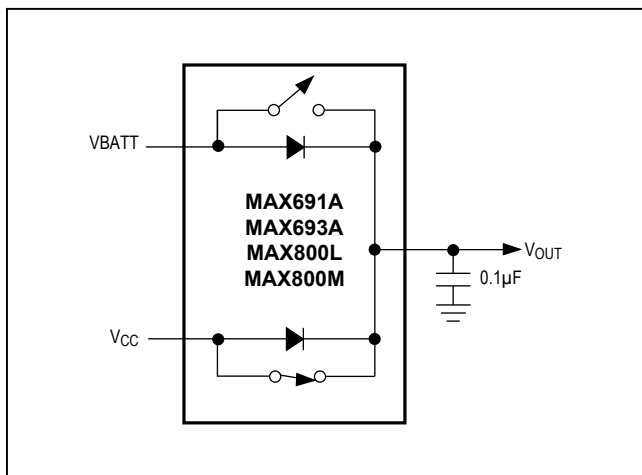 VBATT
MAX691A
MAX693A
MAX800L
MAX800M
VOUT
0.1µF
VCC